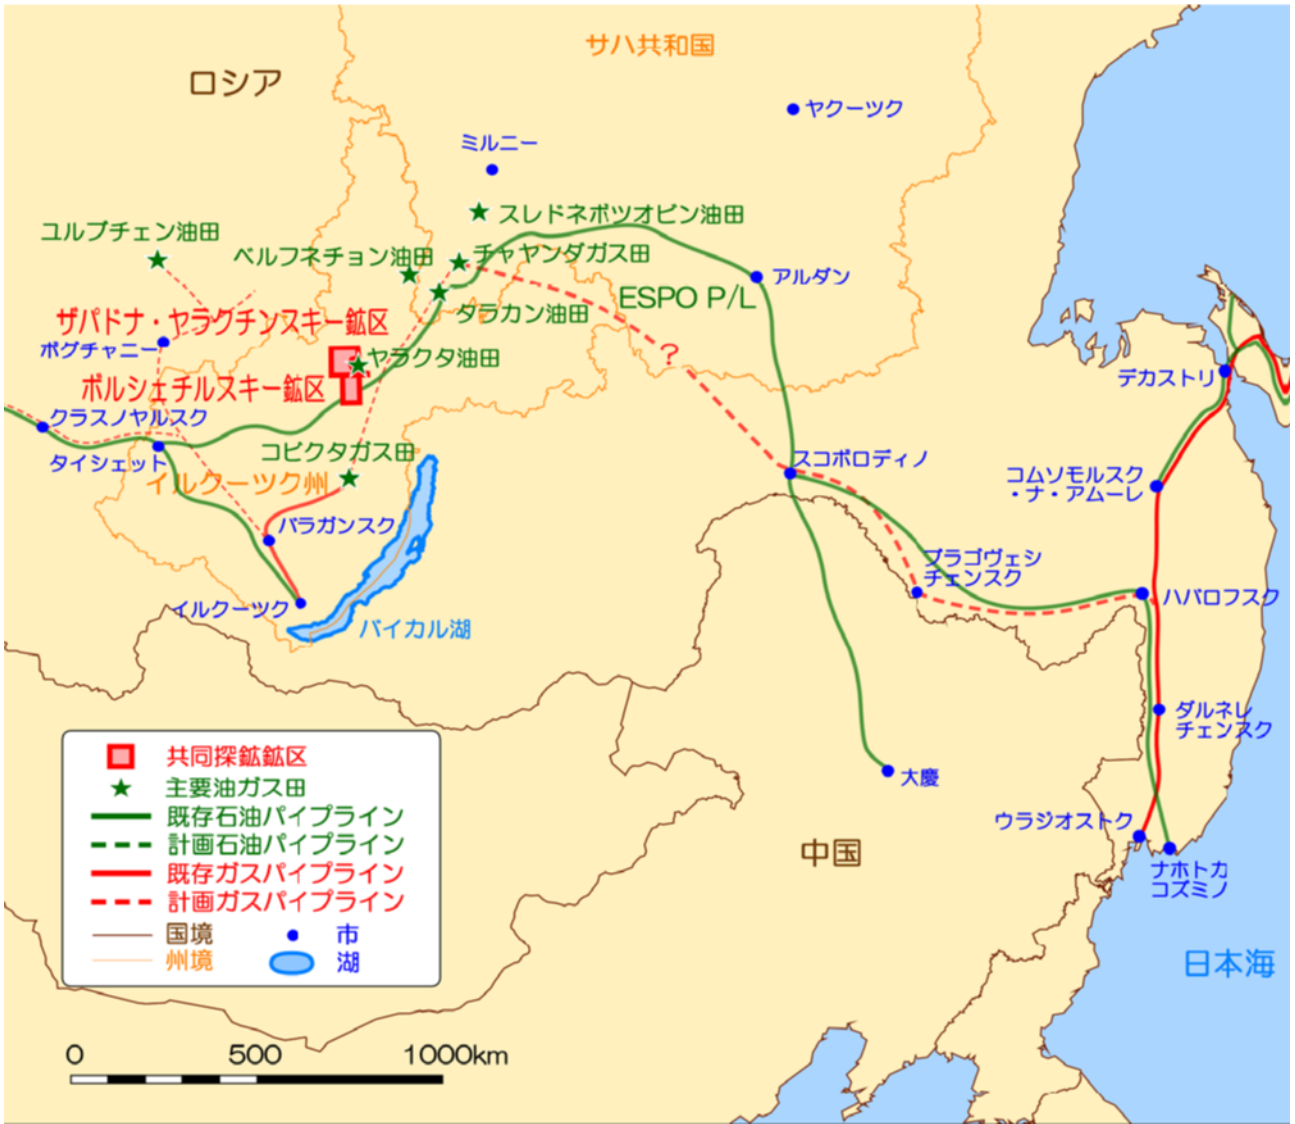 サハ共和国
ロシア
ヤクーツク
ミルニー
スレドネボツオビン油田
ユルブチェン油田
ベルフネチョン油田
チャヤンダガス田
アルダン
ESPO P/L
タラカン油田
ザパドナ・ヤラクチンスキー鉱区
ボグチャニー
ヤラクタ油田
?
ボルシェチルスキー鉱区
デカストリ
クラスノヤルスク
タイシェット
コビクタガス田
スコボロディノ
イルクーツク州
コムソモルスク
・ナ・アムーレ
バラガンスク
ブラゴヴェシ
チェンスク
ハバロフスク
イルクーツク
バイカル湖
ダルネレ
チェンスク
共同探鉱鉱区
主要油ガス田
既存石油パイプライン
計画石油パイプライン
既存ガスパイプライン
計画ガスパイプライン
国境
市
州境
湖
大慶
ウラジオストク
中国
ナホトカ
コズミノ
日本海
0 500 1000km